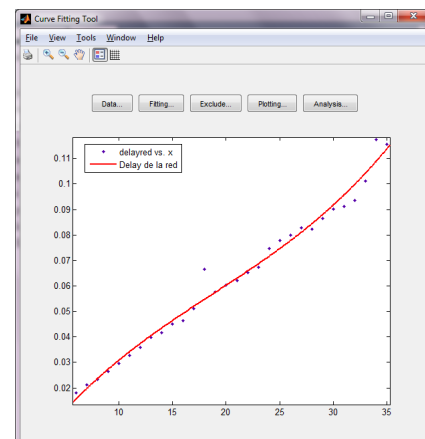 Curve Fitting Tool
File View Tools Window Help
Data... Fitting... Exclude... Plotting... Analysis...
delayred vs. x
Delay de la red
0.11
0.1
0.09
0.08
0.07
0.06
0.05
0.04
0.03
0.02
10 15 20 25 30 35